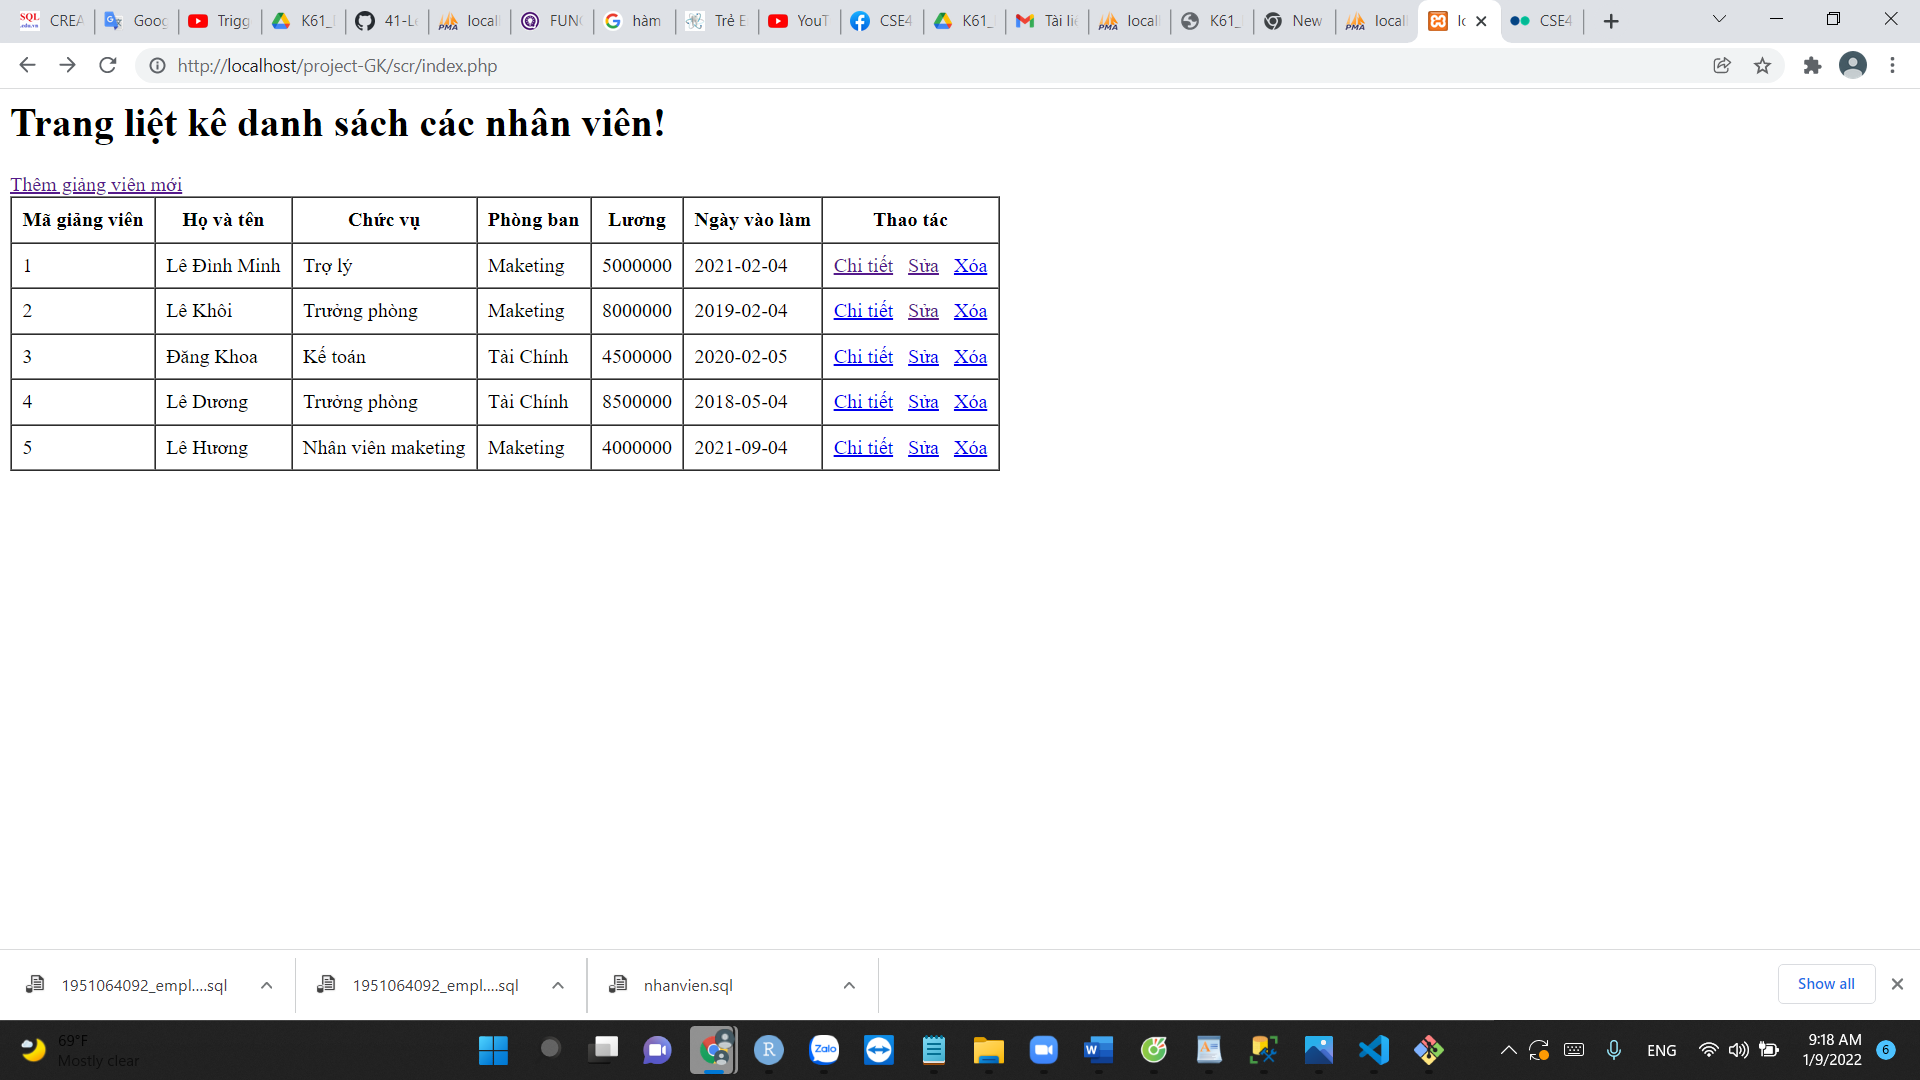 CREA Goog Trigg K61_ 41-L locall FUNC hàm Trẻ E YouT CSE4 K61_ Tài liệ locall K61_ New locall lo CSE4
http://localhost/project-GK/scr/index.php
Trang liệt kê danh sách các nhân viên!
Thêm giảng viên mới
Mã giảng viên Họ và tên Chức vụ Phòng ban Lương Ngày vào làm Thao tác
1 Lê Đình Minh Trợ lý Maketing 5000000 2021-02-04 Chi tiết Sửa Xóa
2 Lê Khôi Trưởng phòng Maketing 8000000 2019-02-04 Chi tiết Sửa Xóa
3 Đăng Khoa Kế toán Tài Chính 4500000 2020-02-05 Chi tiết Sửa Xóa
4 Lê Dương Trưởng phòng Tài Chính 8500000 2018-05-04 Chi tiết Sửa Xóa
5 Lê Hương Nhân viên maketing Maketing 4000000 2021-09-04 Chi tiết Sửa Xóa
1951064092_empl....sql 1951064092_empl....sql nhanvien.sql Show all
69°F
Mostly clear
Zalo
ENG
9:18 AM
1/9/2022
6